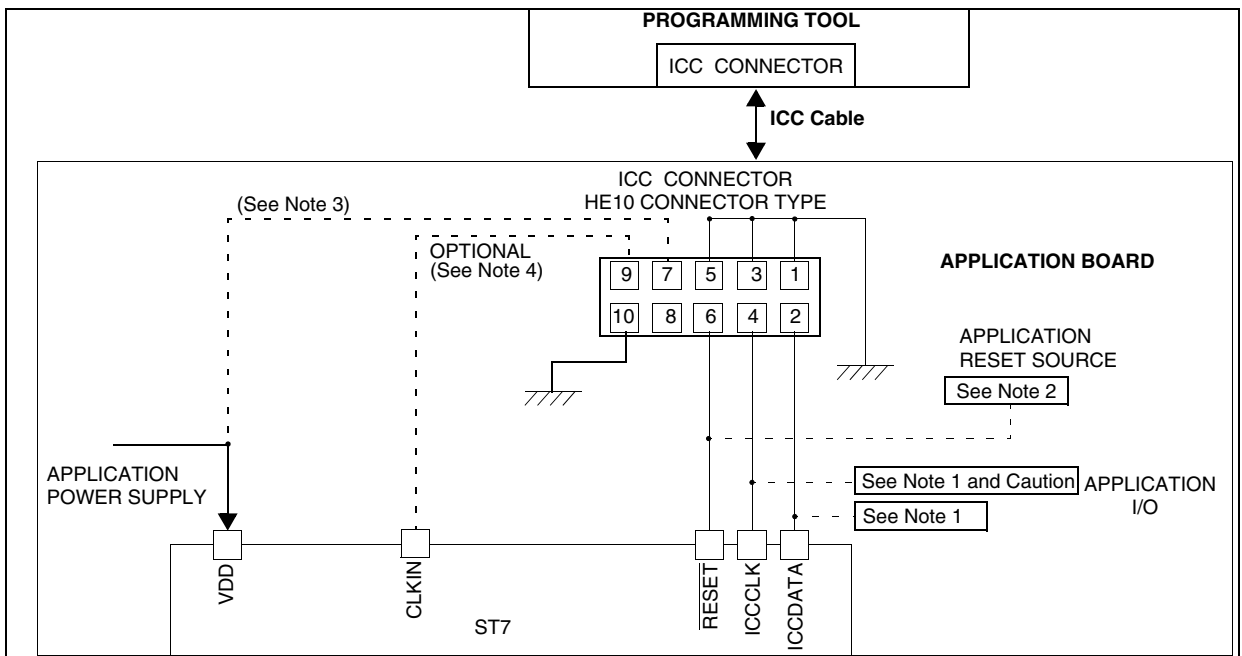 PROGRAMMING TOOL
ICC CONNECTOR
ICC Cable
ICC CONNECTOR
HE10 CONNECTOR TYPE
(See Note 3)
OPTIONAL
(See Note 4)
9 7 5 3 1
10 8 6 4 2
APPLICATION BOARD
APPLICATION
RESET SOURCE
See Note 2
APPLICATION
POWER SUPPLY
See Note 1 and Caution
See Note 1
APPLICATION
I/O
VDD
CLKIN
RESET
ICCCLK
ICCDATA
ST7